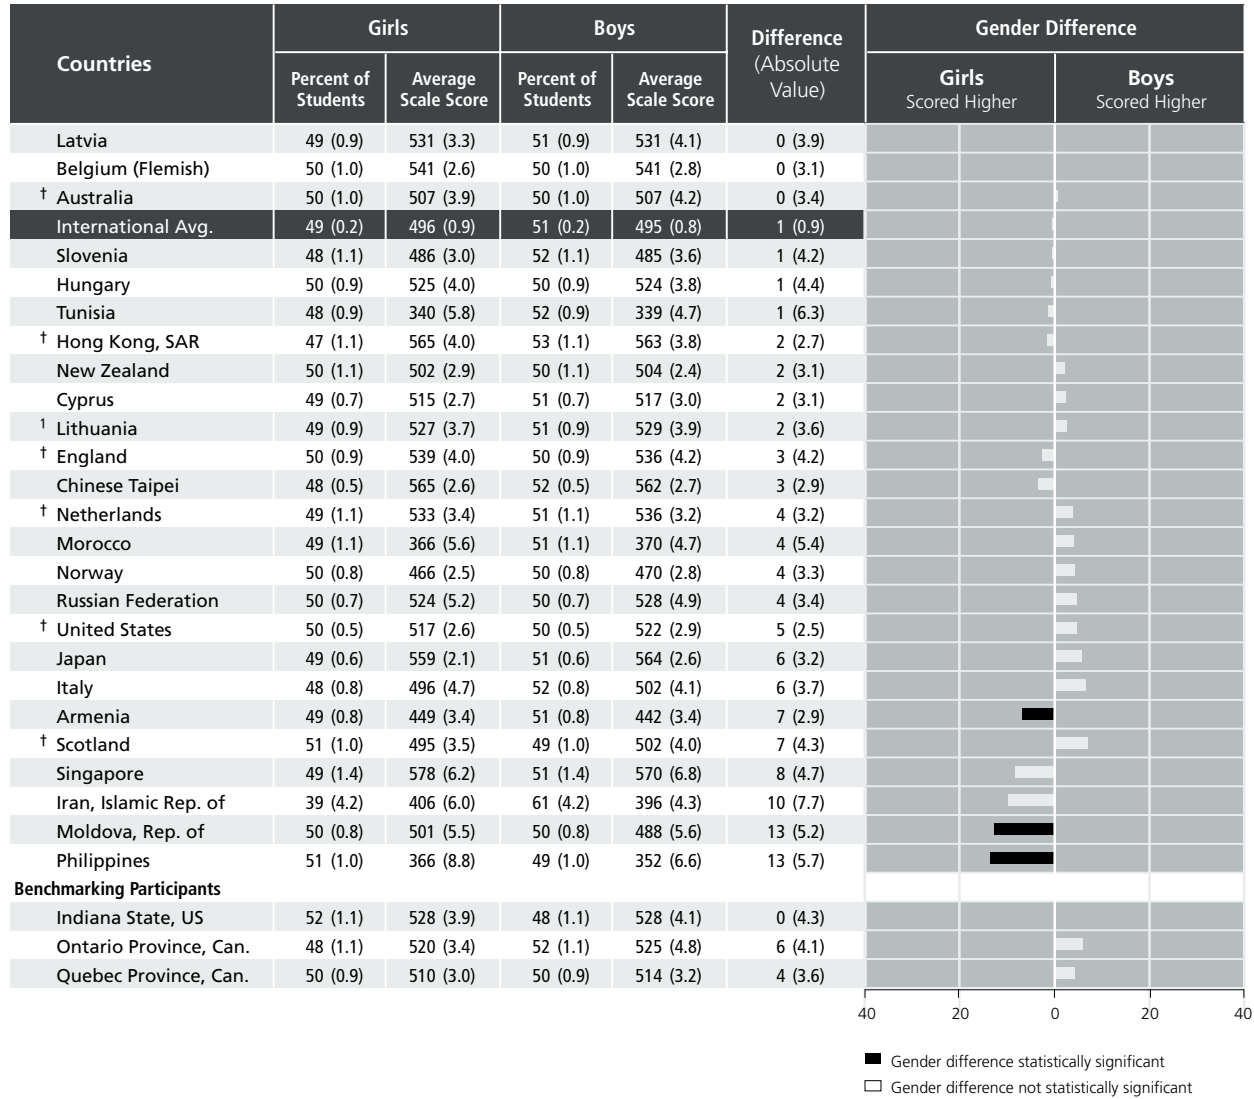 Countries Girls Boys Difference (Absolute Value) Gender Difference
Percent of Students Average Scale Score Percent of Students Average Scale Score Girls Scored Higher Boys Scored Higher
Latvia 49 (0.9) 531 (3.3) 51 (0.9) 531 (4.1) 0 (3.9)
Belgium (Flemish) 50 (1.0) 541 (2.6) 50 (1.0) 541 (2.8) 0 (3.1)
† Australia 50 (1.0) 507 (3.9) 50 (1.0) 507 (4.2) 0 (3.4)
International Avg. 49 (0.2) 496 (0.9) 51 (0.2) 495 (0.8) 1 (0.9)
Slovenia 48 (1.1) 486 (3.0) 52 (1.1) 485 (3.6) 1 (4.2)
Hungary 50 (0.9) 525 (4.0) 50 (0.9) 524 (3.8) 1 (4.4)
Tunisia 48 (0.9) 340 (5.8) 52 (0.9) 339 (4.7) 1 (6.3)
† Hong Kong, SAR 47 (1.1) 565 (4.0) 53 (1.1) 563 (3.8) 2 (2.7)
New Zealand 50 (1.1) 502 (2.9) 50 (1.1) 504 (2.4) 2 (3.1)
Cyprus 49 (0.7) 515 (2.7) 51 (0.7) 517 (3.0) 2 (3.1)
1 Lithuania 49 (0.9) 527 (3.7) 51 (0.9) 529 (3.9) 2 (3.6)
† England 50 (0.9) 539 (4.0) 50 (0.9) 536 (4.2) 3 (4.2)
Chinese Taipei 48 (0.5) 565 (2.6) 52 (0.5) 562 (2.7) 3 (2.9)
† Netherlands 49 (1.1) 533 (3.4) 51 (1.1) 536 (3.2) 4 (3.2)
Morocco 49 (1.1) 366 (5.6) 51 (1.1) 370 (4.7) 4 (5.4)
Norway 50 (0.8) 466 (2.5) 50 (0.8) 470 (2.8) 4 (3.3)
Russian Federation 50 (0.7) 524 (5.2) 50 (0.7) 528 (4.9) 4 (3.4)
† United States 50 (0.5) 517 (2.6) 50 (0.5) 522 (2.9) 5 (2.5)
Japan 49 (0.6) 559 (2.1) 51 (0.6) 564 (2.6) 6 (3.2)
Italy 48 (0.8) 496 (4.7) 52 (0.8) 502 (4.1) 6 (3.7)
Armenia 49 (0.8) 449 (3.4) 51 (0.8) 442 (3.4) 7 (2.9)
† Scotland 51 (1.0) 495 (3.5) 49 (1.0) 502 (4.0) 7 (4.3)
Singapore 49 (1.4) 578 (6.2) 51 (1.4) 570 (6.8) 8 (4.7)
Iran, Islamic Rep. of 39 (4.2) 406 (6.0) 61 (4.2) 396 (4.3) 10 (7.7)
Moldova, Rep. of 50 (0.8) 501 (5.5) 50 (0.8) 488 (5.6) 13 (5.2)
Philippines 51 (1.0) 366 (8.8) 49 (1.0) 352 (6.6) 13 (5.7)
Benchmarking Participants
Indiana State, US 52 (1.1) 528 (3.9) 48 (1.1) 528 (4.1) 0 (4.3)
Ontario Province, Can. 48 (1.1) 520 (3.4) 52 (1.1) 525 (4.8) 6 (4.1)
Quebec Province, Can. 50 (0.9) 510 (3.0) 50 (0.9) 514 (3.2) 4 (3.6)
40 20 0 20 40
Gender difference statistically significant
Gender difference not statistically significant